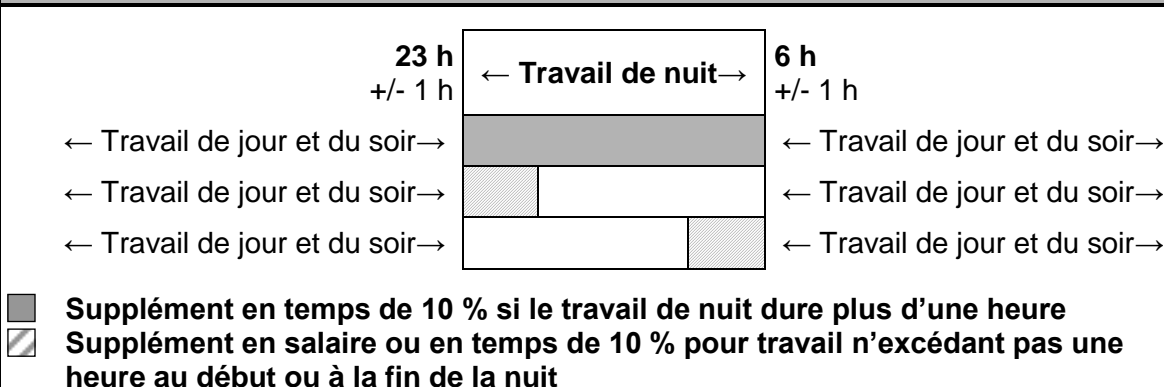 23 h ← Travail de nuit→ 6 h
+/- 1 h +/- 1 h
← Travail de jour et du soir→ ← Travail de jour et du soir→
← Travail de jour et du soir→ ← Travail de jour et du soir→
← Travail de jour et du soir→ ← Travail de jour et du soir→
Supplément en temps de 10 % si le travail de nuit dure plus d’une heure
Supplément en salaire ou en temps de 10 % pour travail n’excédant pas une
heure au début ou à la fin de la nuit